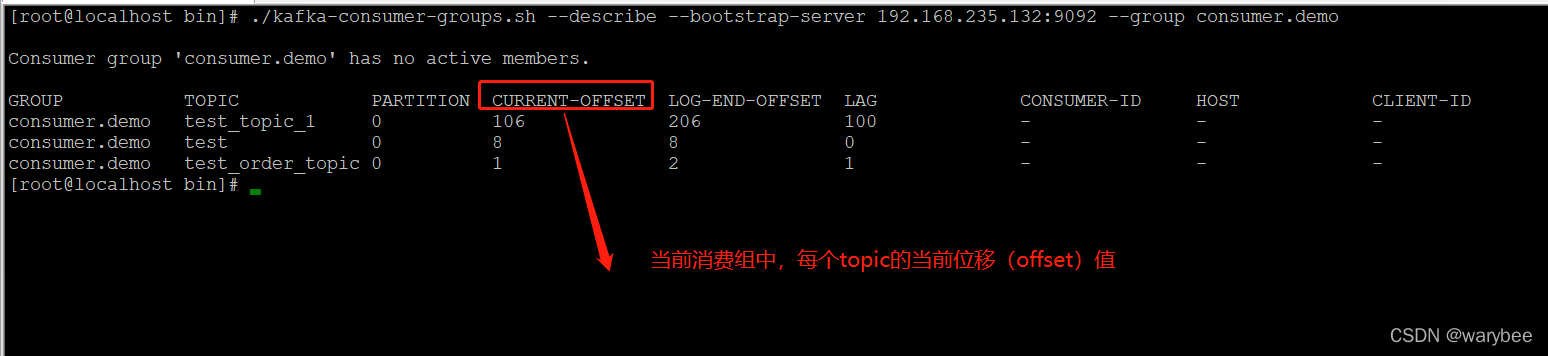 [root@localhost bin]# ./kafka-consumer-groups.sh --describe --bootstrap-server 192.168.235.132:9092 --group consumer.demo
Consumer group 'consumer.demo' has no active members.
GROUP TOPIC PARTITION CURRENT-OFFSET LOG-END-OFFSET LAG CONSUMER-ID HOST CLIENT-ID
consumer.demo test_topic_1 0 106 206 100 - - -
consumer.demo test 0 8 8 0 - - -
consumer.demo test_order_topic 0 1 2 1 - - -
[root@localhost bin]#
当前消费组中，每个topic的当前位移（offset）值
CSDN @warybee